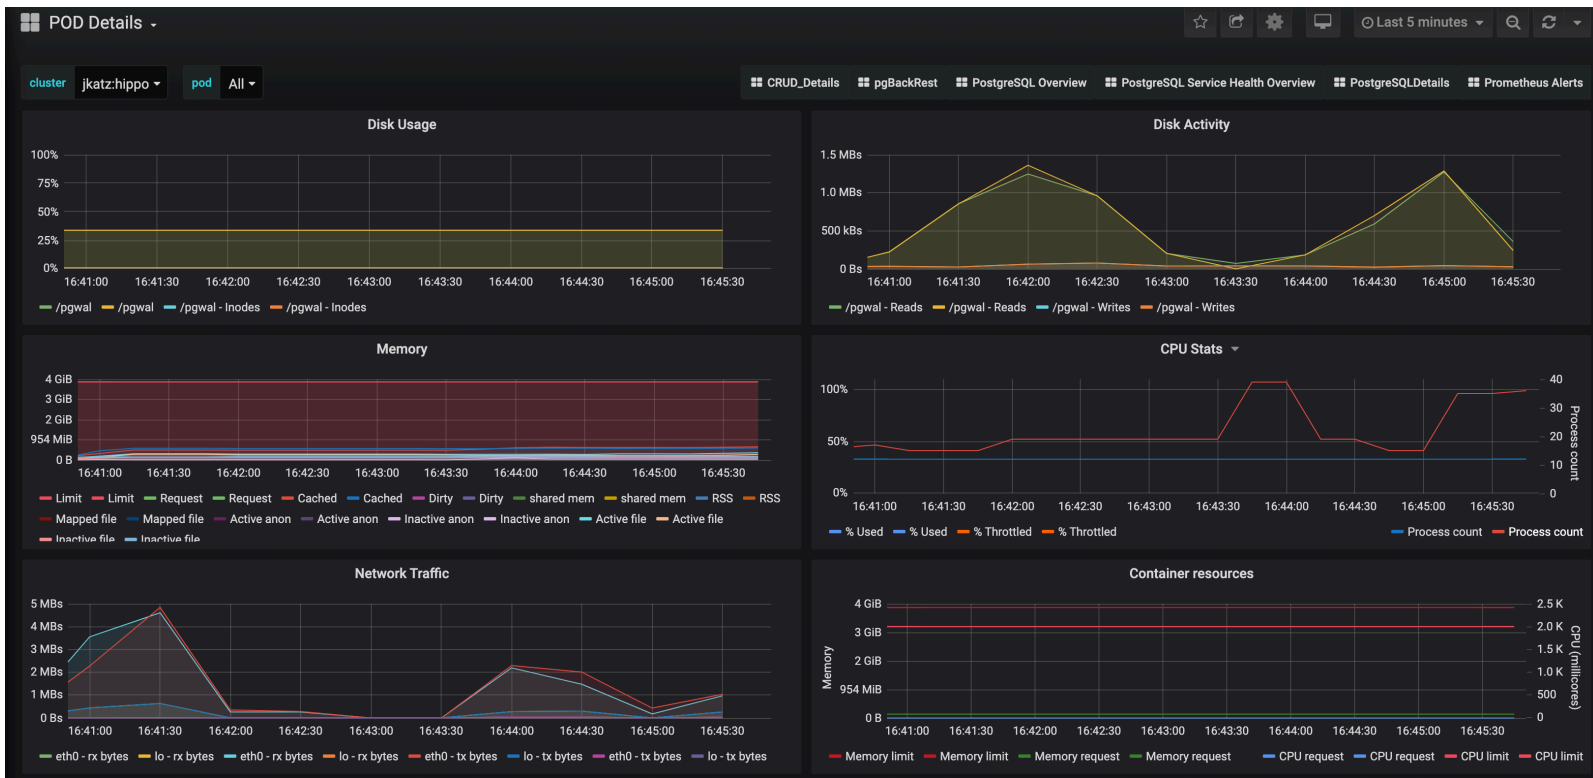 POD Details
Last 5 minutes
cluster jkatz:hippo pod All
CRUD_Details pgBackRest PostgreSQL Overview PostgreSQL Service Health Overview PostgreSQLDetails Prometheus Alerts
Disk Usage
100%
75%
50%
25%
0%
16:41:00 16:41:30 16:42:00 16:42:30 16:43:00 16:43:30 16:44:00 16:44:30 16:45:00 16:45:30
/pgwal /pgwal /pgwal - Inodes /pgwal - Inodes
Disk Activity
1.5 MBs
1.0 MBs
500 kBs
0 Bs
16:41:00 16:41:30 16:42:00 16:42:30 16:43:00 16:43:30 16:44:00 16:44:30 16:45:00 16:45:30
/pgwal - Reads /pgwal - Reads /pgwal - Writes /pgwal - Writes
Memory
4 GiB
3 GiB
2 GiB
954 MiB
0 B
16:41:00 16:41:30 16:42:00 16:42:30 16:43:00 16:43:30 16:44:00 16:44:30 16:45:00 16:45:30
Limit Limit Request Request Cached Cached Dirty Dirty shared mem shared mem RSS RSS
Mapped file Mapped file Active anon Active anon Inactive anon Inactive anon Active file Active file
Inactive file Inactive file
CPU Stats
100%
50%
0%
40
30
20
10
0
Process count
16:41:00 16:41:30 16:42:00 16:42:30 16:43:00 16:43:30 16:44:00 16:44:30 16:45:00 16:45:30
% Used % Used % Throttled % Throttled Process count Process count
Network Traffic
5 MBs
4 MBs
3 MBs
2 MBs
1 MBs
0 Bs
16:41:00 16:41:30 16:42:00 16:42:30 16:43:00 16:43:30 16:44:00 16:44:30 16:45:00 16:45:30
eth0 - rx bytes lo - rx bytes eth0 - rx bytes lo - rx bytes eth0 - tx bytes lo - tx bytes eth0 - tx bytes lo - tx bytes
Container resources
Memory
4 GiB
3 GiB
2 GiB
954 MiB
0 B
2.5 K
2.0 K
1.5 K
1.0 K
500
0
CPU (millicores)
16:41:00 16:41:30 16:42:00 16:42:30 16:43:00 16:43:30 16:44:00 16:44:30 16:45:00 16:45:30
Memory limit Memory limit Memory request Memory request CPU request CPU request CPU limit CPU limit